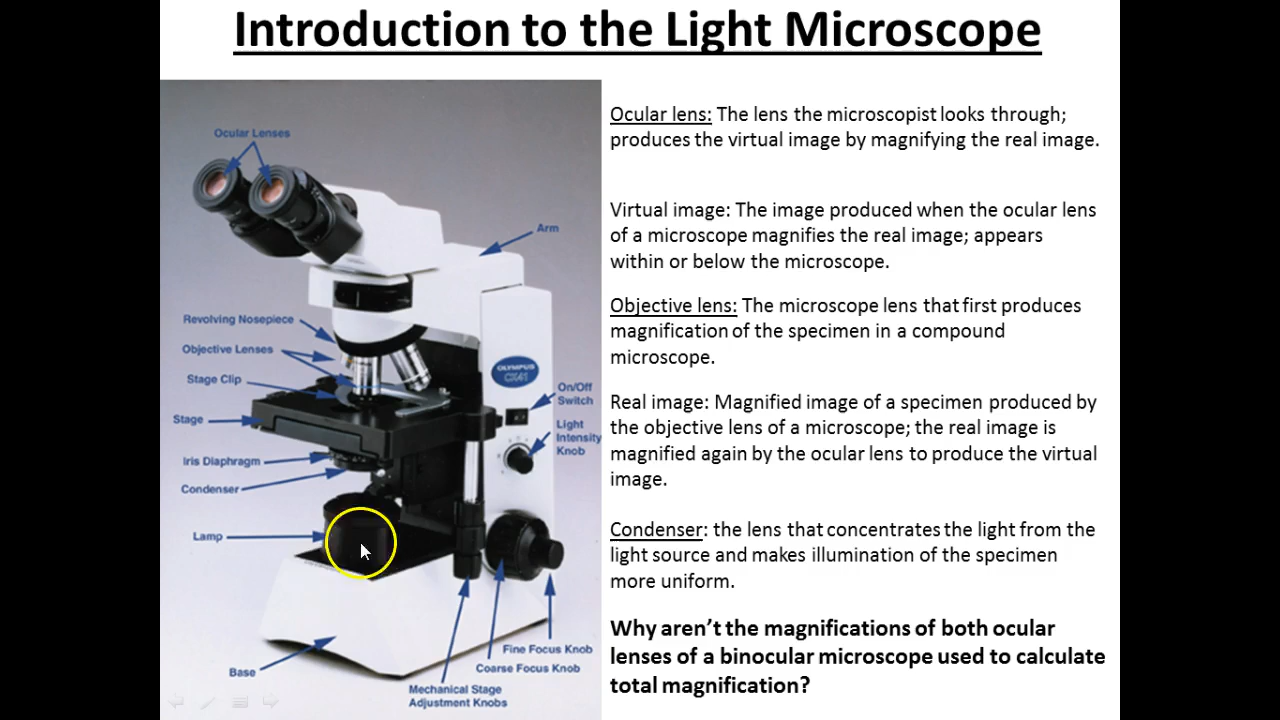 Introduction to the Light Microscope
Ocular Lenses
Arm
Revolving Nosepiece
Objective Lenses
Stage Clip
Stage
Iris Diaphragm
Condenser
Lamp
Base
OLYMPUS
CX41
On/Off
Switch
Light
Intensity
Knob
Fine Focus Knob
Coarse Focus Knob
Mechanical Stage
Adjustment Knobs
Ocular lens: The lens the microscopist looks through;
produces the virtual image by magnifying the real image.
Virtual image: The image produced when the ocular lens
of a microscope magnifies the real image; appears
within or below the microscope.
Objective lens: The microscope lens that first produces
magnification of the specimen in a compound
microscope.
Real image: Magnified image of a specimen produced by
the objective lens of a microscope; the real image is
magnified again by the ocular lens to produce the virtual
image.
Condenser: the lens that concentrates the light from the
light source and makes illumination of the specimen
more uniform.
Why aren't the magnifications of both ocular
lenses of a binocular microscope used to calculate
total magnification?